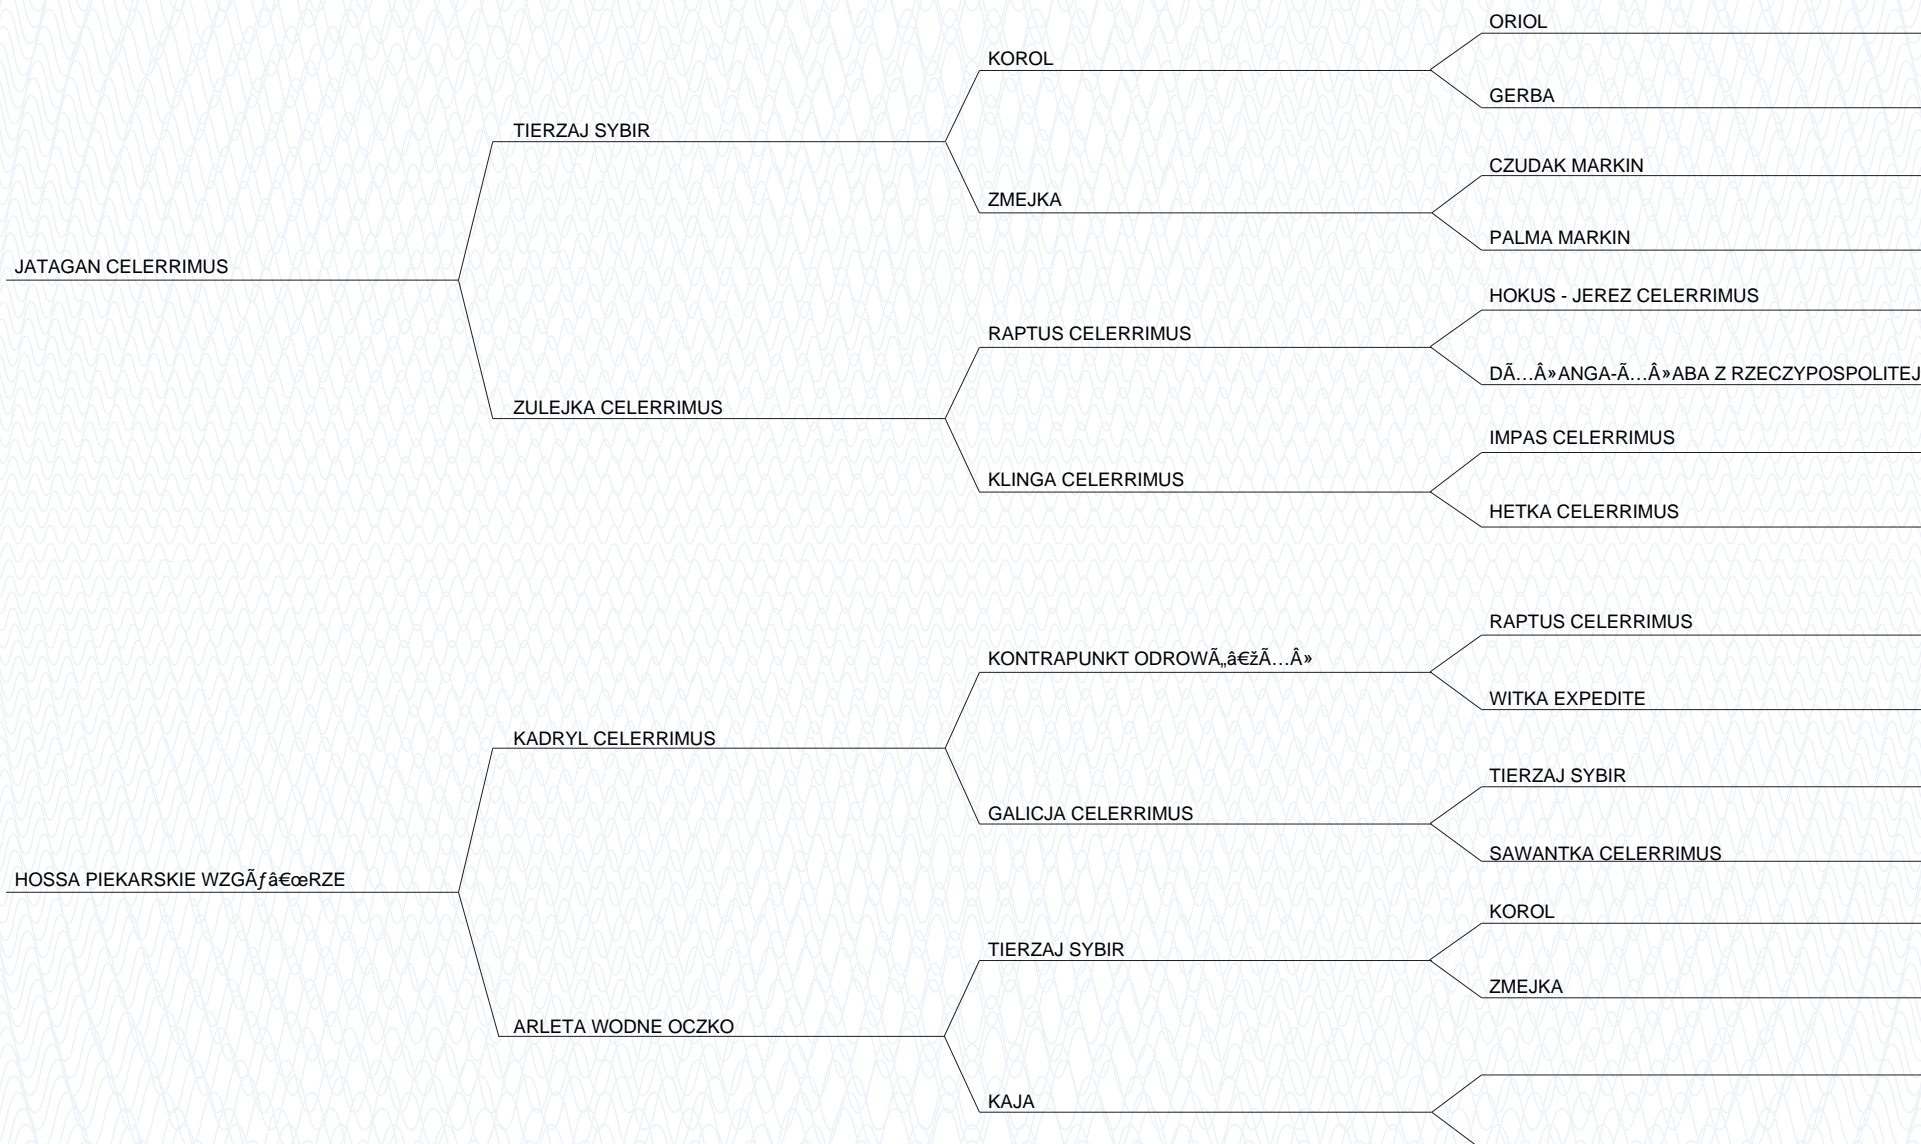 ORIOL
KOROL
GERBA
TIERZAJ SYBIR
CZUDAK MARKIN
ZMEJKA
PALMA MARKIN
JATAGAN CELERRIMUS
HOKUS - JEREZ CELERRIMUS
RAPTUS CELERRIMUS
DÃ…Â»ANGA-Ã…Â»ABA Z RZECZYPOSPOLITEJ
ZULEJKA CELERRIMUS
IMPAS CELERRIMUS
KLINGA CELERRIMUS
HETKA CELERRIMUS
RAPTUS CELERRIMUS
KONTRAPUNKT ODROWÃ„â€žÃ…Â»
WITKA EXPEDITE
KADRYL CELERRIMUS
TIERZAJ SYBIR
GALICJA CELERRIMUS
SAWANTKA CELERRIMUS
HOSSA PIEKARSKIE WZGÃƒâ€œRZE
KOROL
TIERZAJ SYBIR
ZMEJKA
ARLETA WODNE OCZKO
KAJA